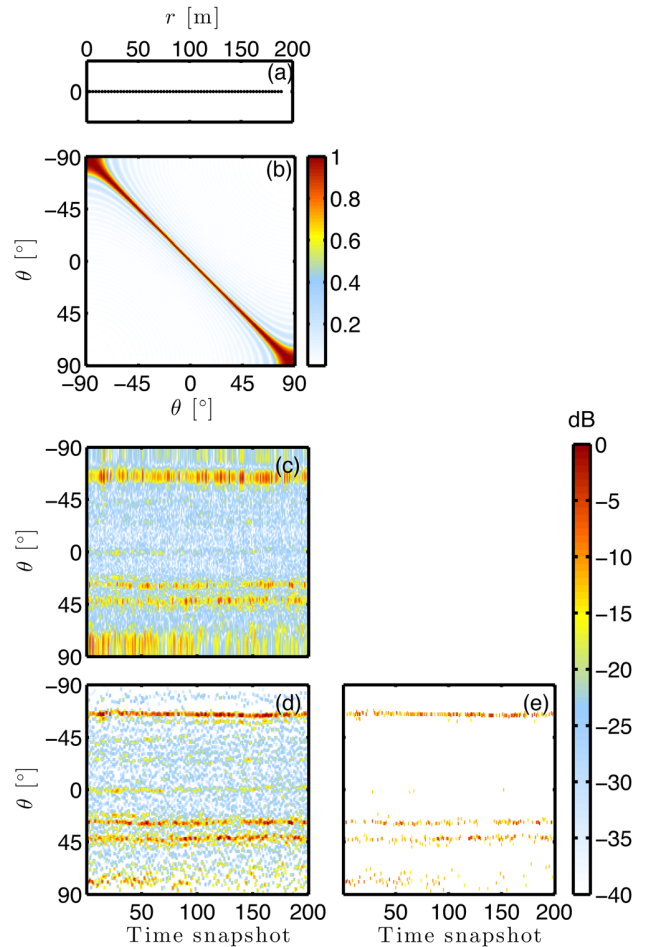 r [m]
0 50 100 150 200
(a)
0
−90
−45
0
45
90
θ [°]
(b)
−90 −45 0 45 90
θ [°]
1
0.8
0.6
0.4
0.2
−90
−45
0
45
90
θ [°]
(c)
−90
−45
0
45
90
θ [°]
(d)
50 100 150 200
Time snapshot
(e)
50 100 150 200
Time snapshot
dB
0
−5
−10
−15
−20
−25
−30
−35
−40